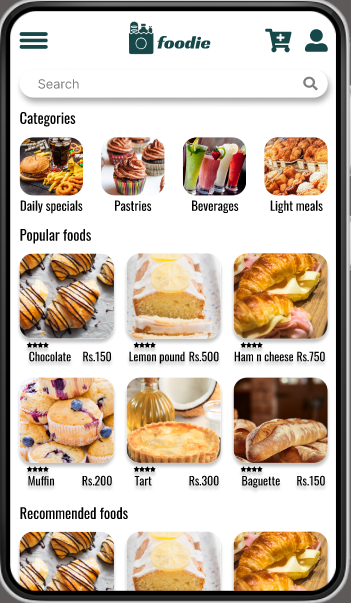 foodie
Search
Categories
Daily specials Pastries Beverages Light meals
Popular foods
Chocolate Rs.150 Lemon pound Rs.500 Ham n cheese Rs.750
Muffin Rs.200 Tart Rs.300 Baguette Rs.150
Recommended foods